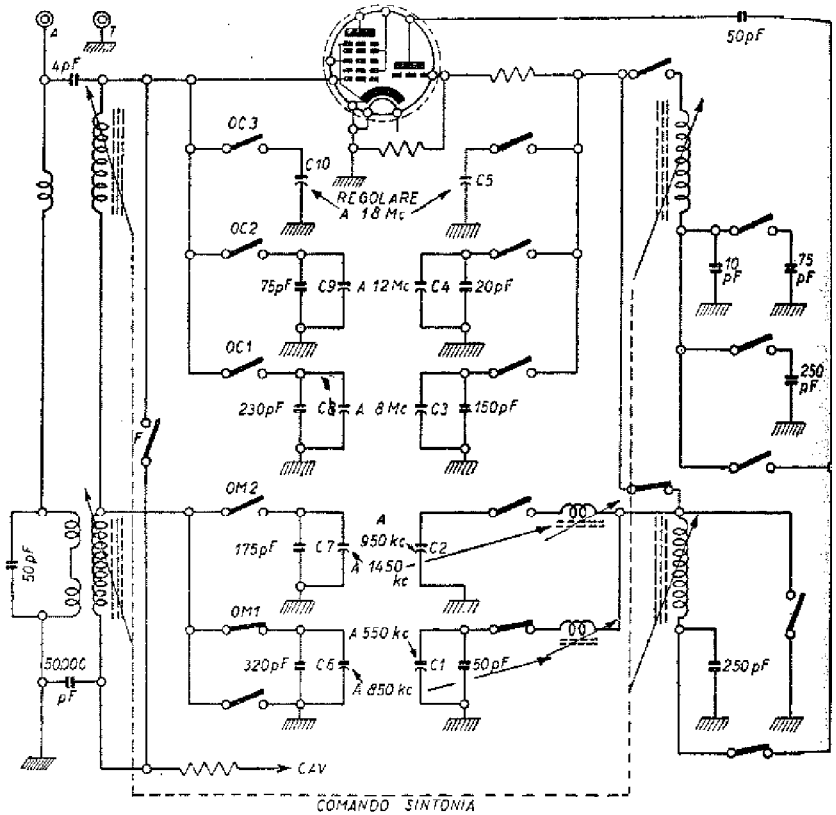 A
T
4pF
50pF
OC3
C10
C5
REGOLARE
A 18 Mc
OC2
75pF
C9
A 12 Mc
C4
20pF
10
pF
75
pF
OC1
230pF
C8
A 8 Mc
C3
150pF
250
pF
F
OM2
175pF
C7
A
950 kc
C2
A 1450
kc
50pF
OM1
320pF
C6
A 550 kc
C1
50pF
A 850 kc
250pF
50.000
pF
CAV
COMANDO SINTONIA